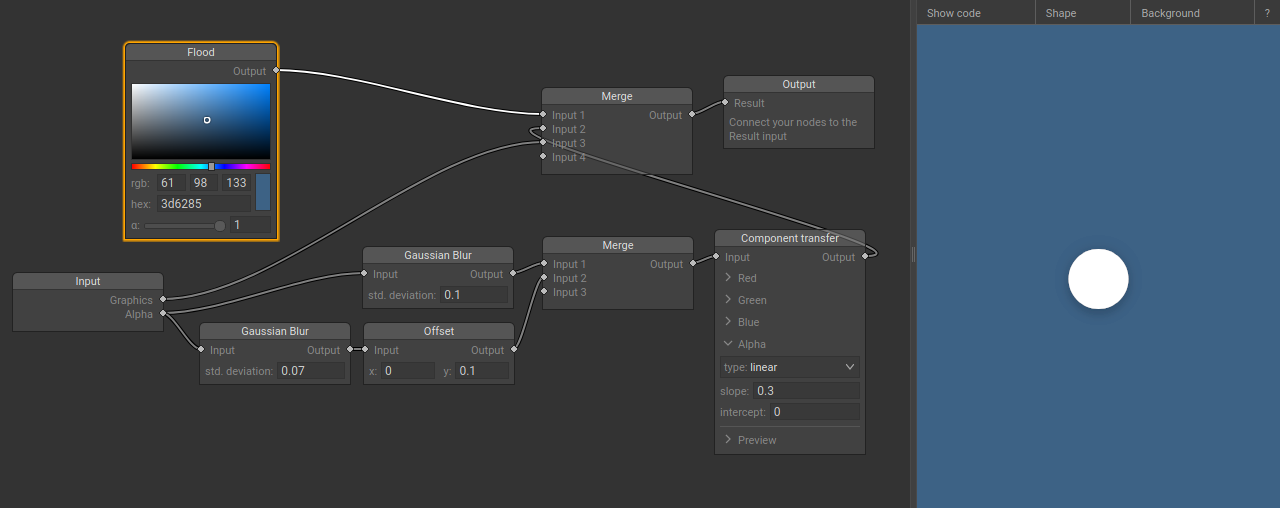 Show code
Shape
Background
?
Flood
Output
rgb: 61 98 133
hex: 3d6285
α: 1
Merge
Input 1 Output
Input 2
Input 3
Input 4
Output
Result
Connect your nodes to the
Result input
Input
Graphics
Alpha
Gaussian Blur
Input Output
std. deviation: 0.1
Gaussian Blur
Input Output
std. deviation: 0.07
Offset
Input Output
x: 0 y: 0.1
Merge
Input 1 Output
Input 2
Input 3
Component transfer
Input Output
Red
Green
Blue
Alpha
type: linear
slope: 0.3
intercept: 0
Preview